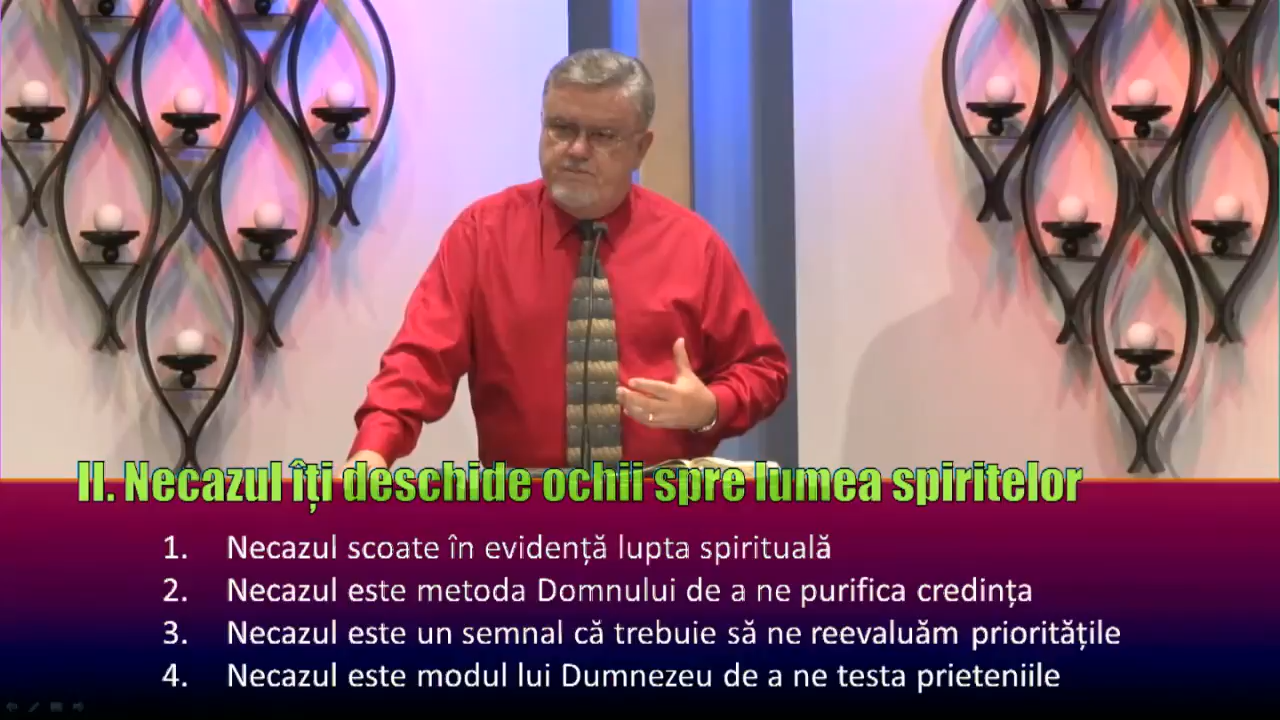 II. Necazul îți deschide ochii spre lumea spiritelor
1. Necazul scoate în evidență lupta spirituală
2. Necazul este metoda Domnului de a ne purifica credința
3. Necazul este un semnal că trebuie să ne reevaluăm prioritățile
4. Necazul este modul lui Dumnezeu de a ne testa prieteniile